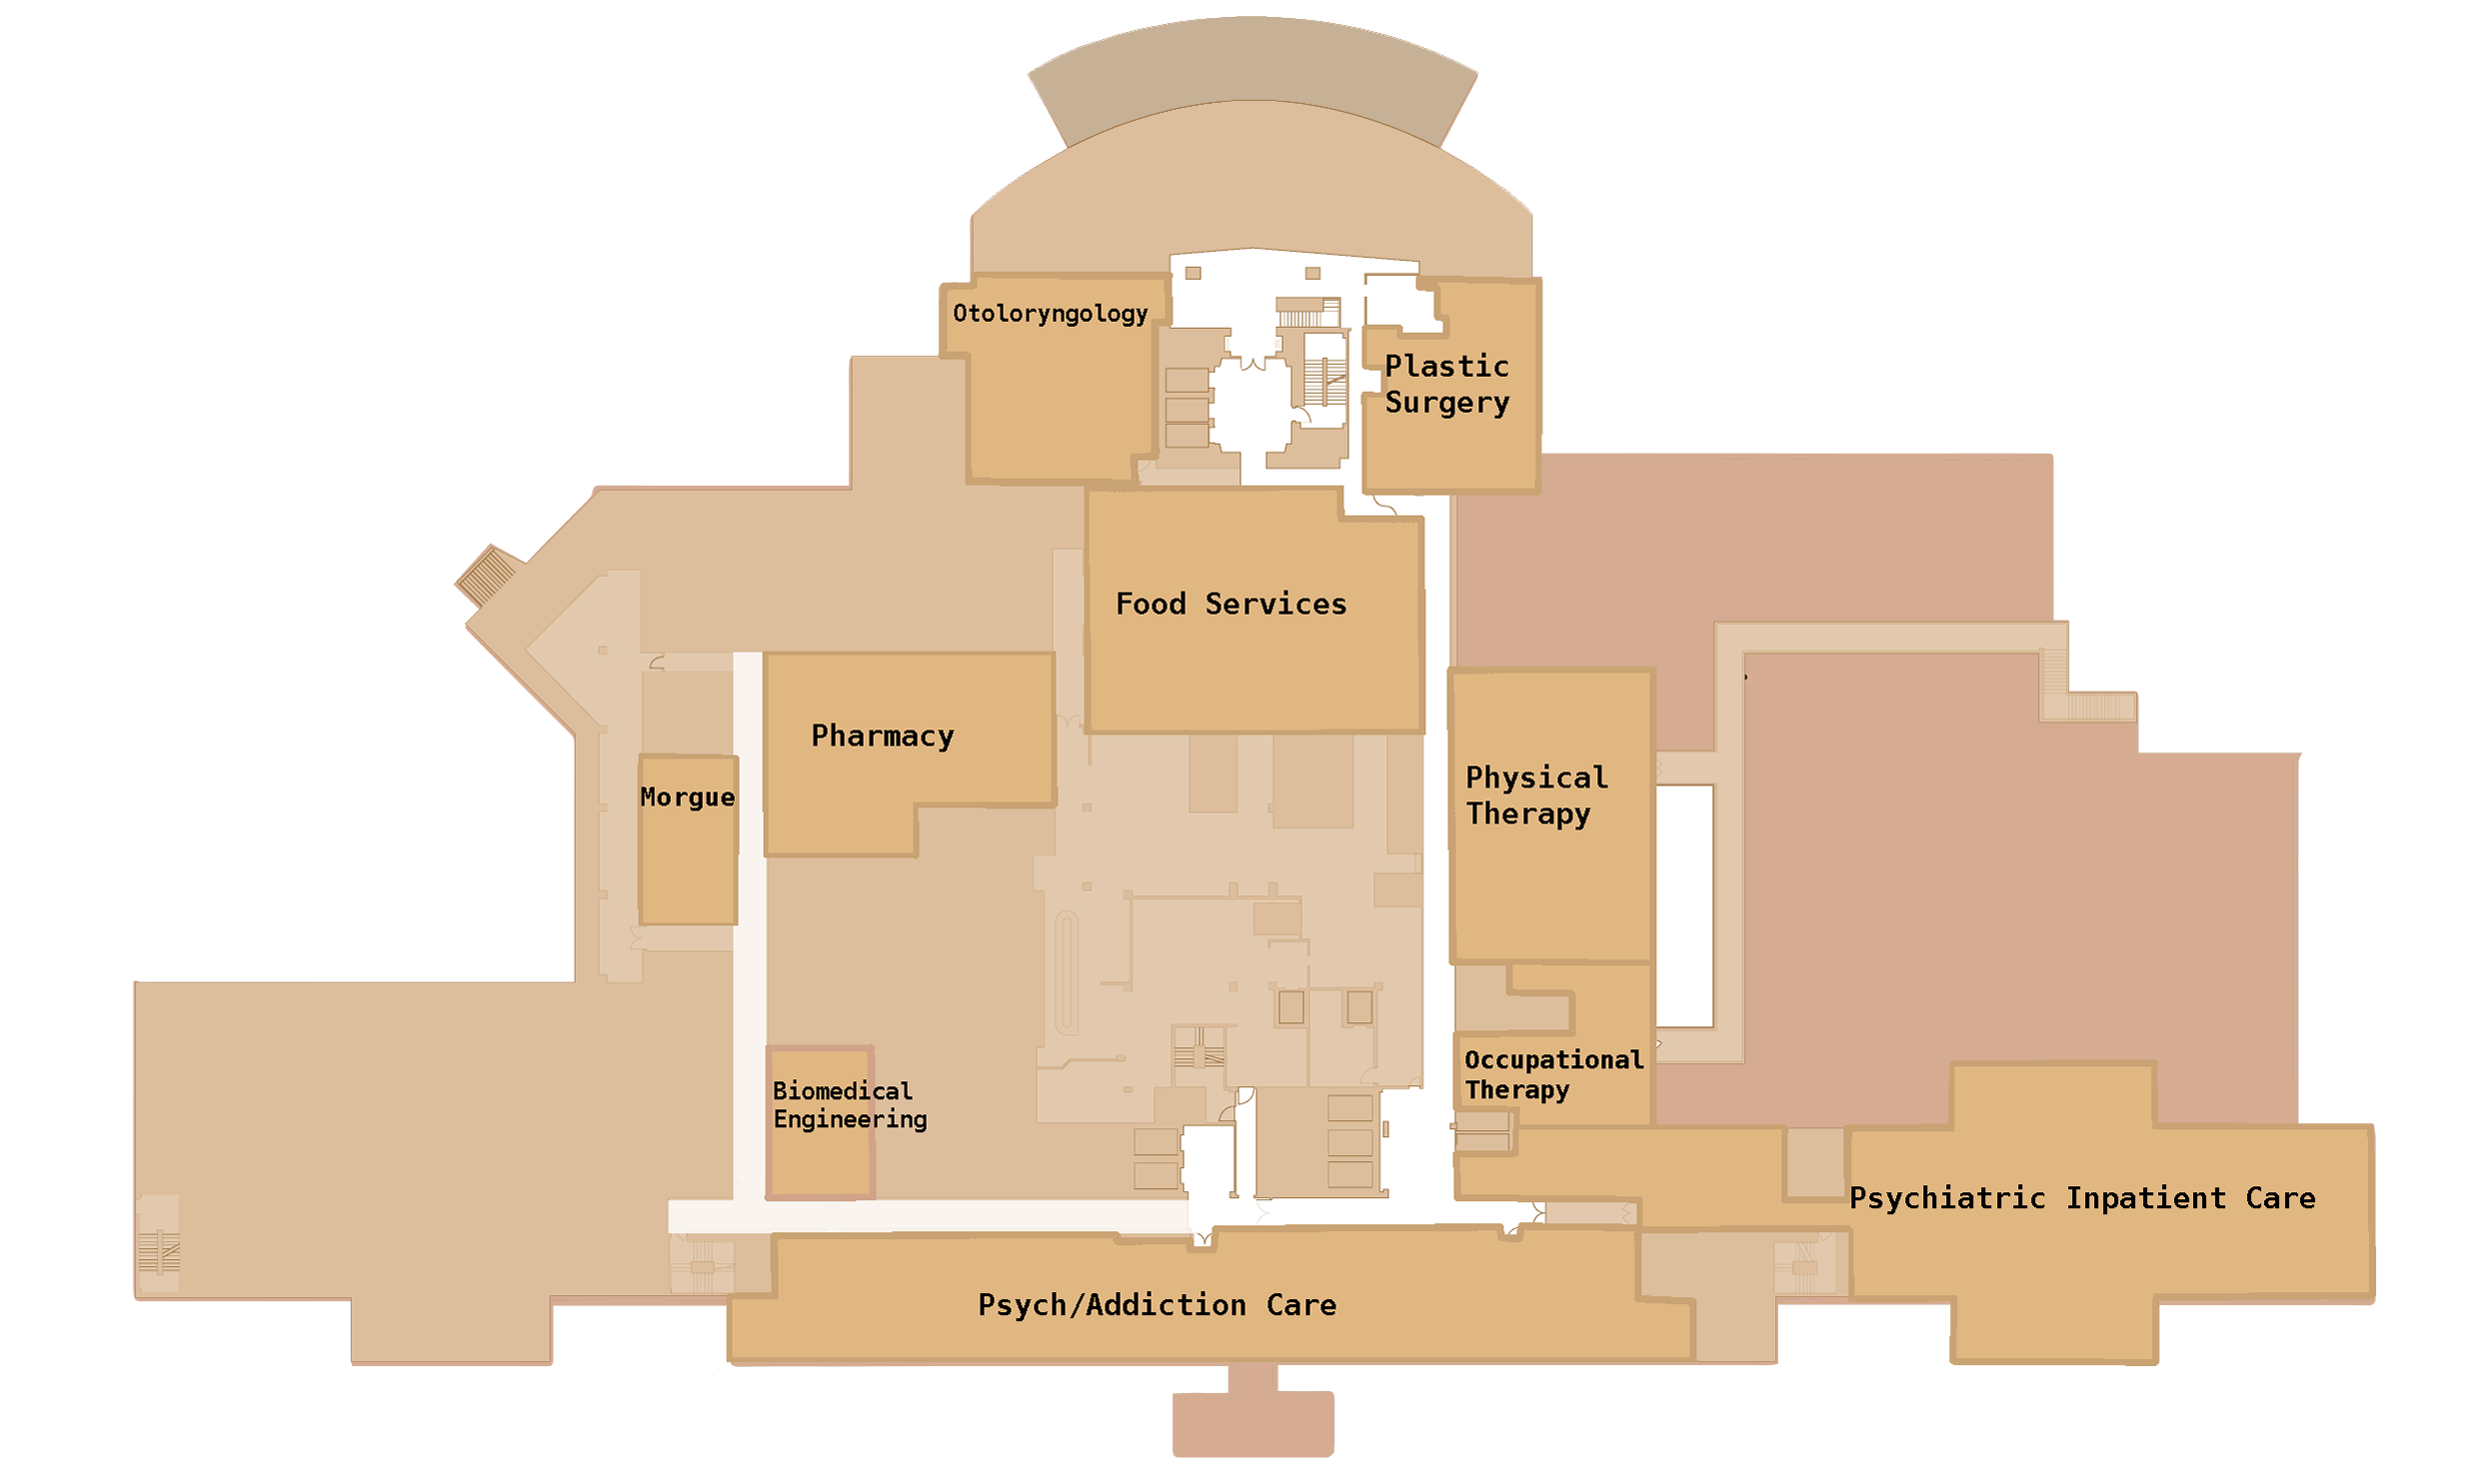 Otoloryngology
Plastic
Surgery
Food Services
Pharmacy
Morgue
Physical
Therapy
Occupational
Therapy
Biomedical
Engineering
Psychiatric Inpatient Care
Psych/Addiction Care